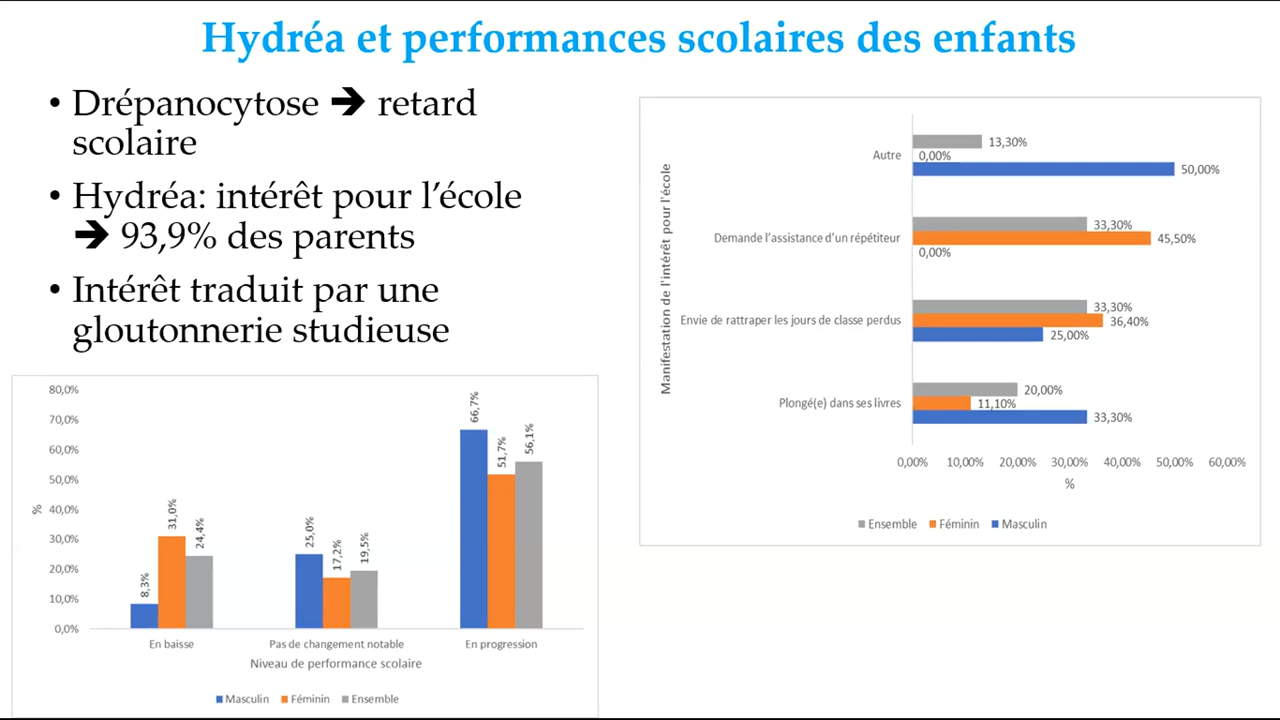 Hydréa et performances scolaires des enfants
• Drépanocytose ➔ retard
scolaire
• Hydréa: intérêt pour l’école
➔ 93,9% des parents
• Intérêt traduit par une
gloutonnerie studieuse
80,0%
70,0%
60,0%
50,0%
40,0%
30,0%
20,0%
10,0%
0,0%
%
8,3%
31,0%
24,4%
25,0%
17,2%
19,5%
66,7%
51,7%
56,1%
En baisse
Pas de changement notable
En progression
Niveau de performance scolaire
Masculin Féminin Ensemble
Manifestation de l'intérêt pour l'école
Autre
13,30%
0,00%
50,00%
Demande l’assistance d’un répétiteur
33,30%
45,50%
0,00%
Envie de rattraper les jours de classe perdus
33,30%
36,40%
25,00%
Plongé(e) dans ses livres
20,00%
11,10%
33,30%
0,00% 10,00% 20,00% 30,00% 40,00% 50,00% 60,00%
%
Ensemble Féminin Masculin